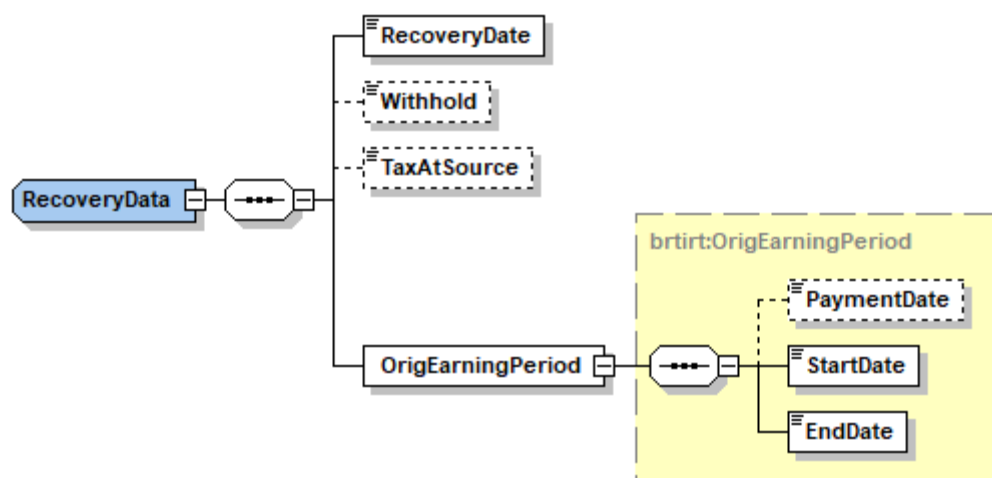 RecoveryDate
Withhold
TaxAtSource
RecoveryData
brtirt:OrigEarningPeriod
PaymentDate
OrigEarningPeriod
StartDate
EndDate